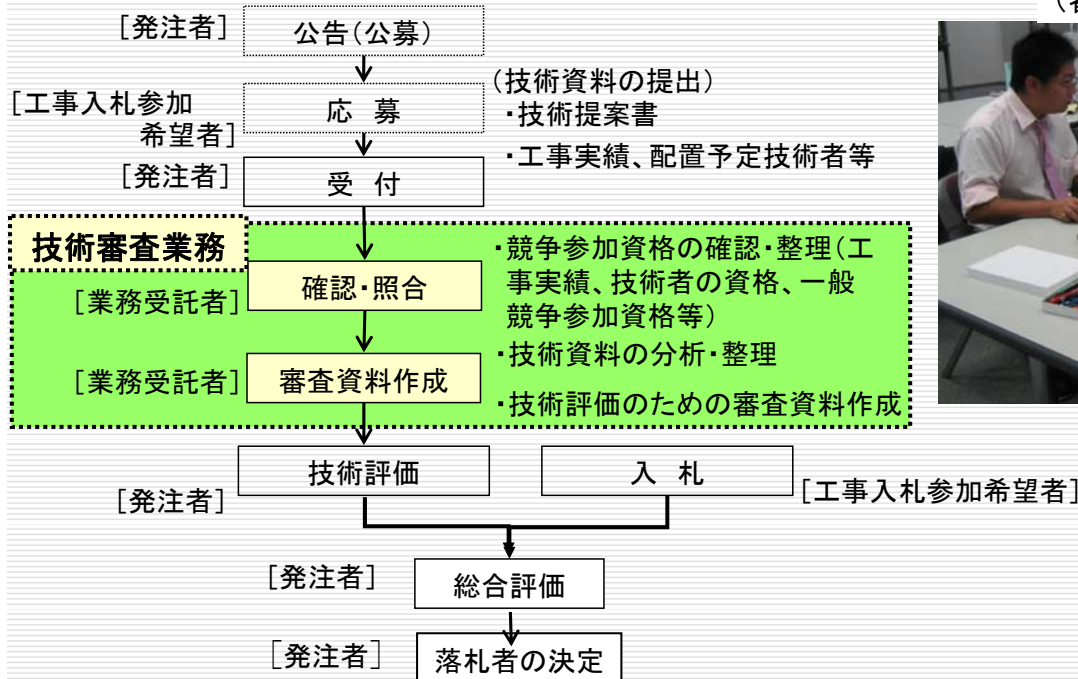 [発注者] 公告(公募)
[工事入札参加
希望者]
応 募
(技術資料の提出)
・技術提案書
・工事実績、配置予定技術者等
[発注者] 受 付
技術審査業務
[業務受託者] 確認・照合
・競争参加資格の確認・整理(工
事実績、技術者の資格、一般
競争参加資格等)
・技術資料の分析・整理
[業務受託者] 審査資料作成
・技術評価のための審査資料作成
[発注者] 技術評価
入 札 [工事入札参加希望者]
[発注者] 総合評価
[発注者] 落札者の決定